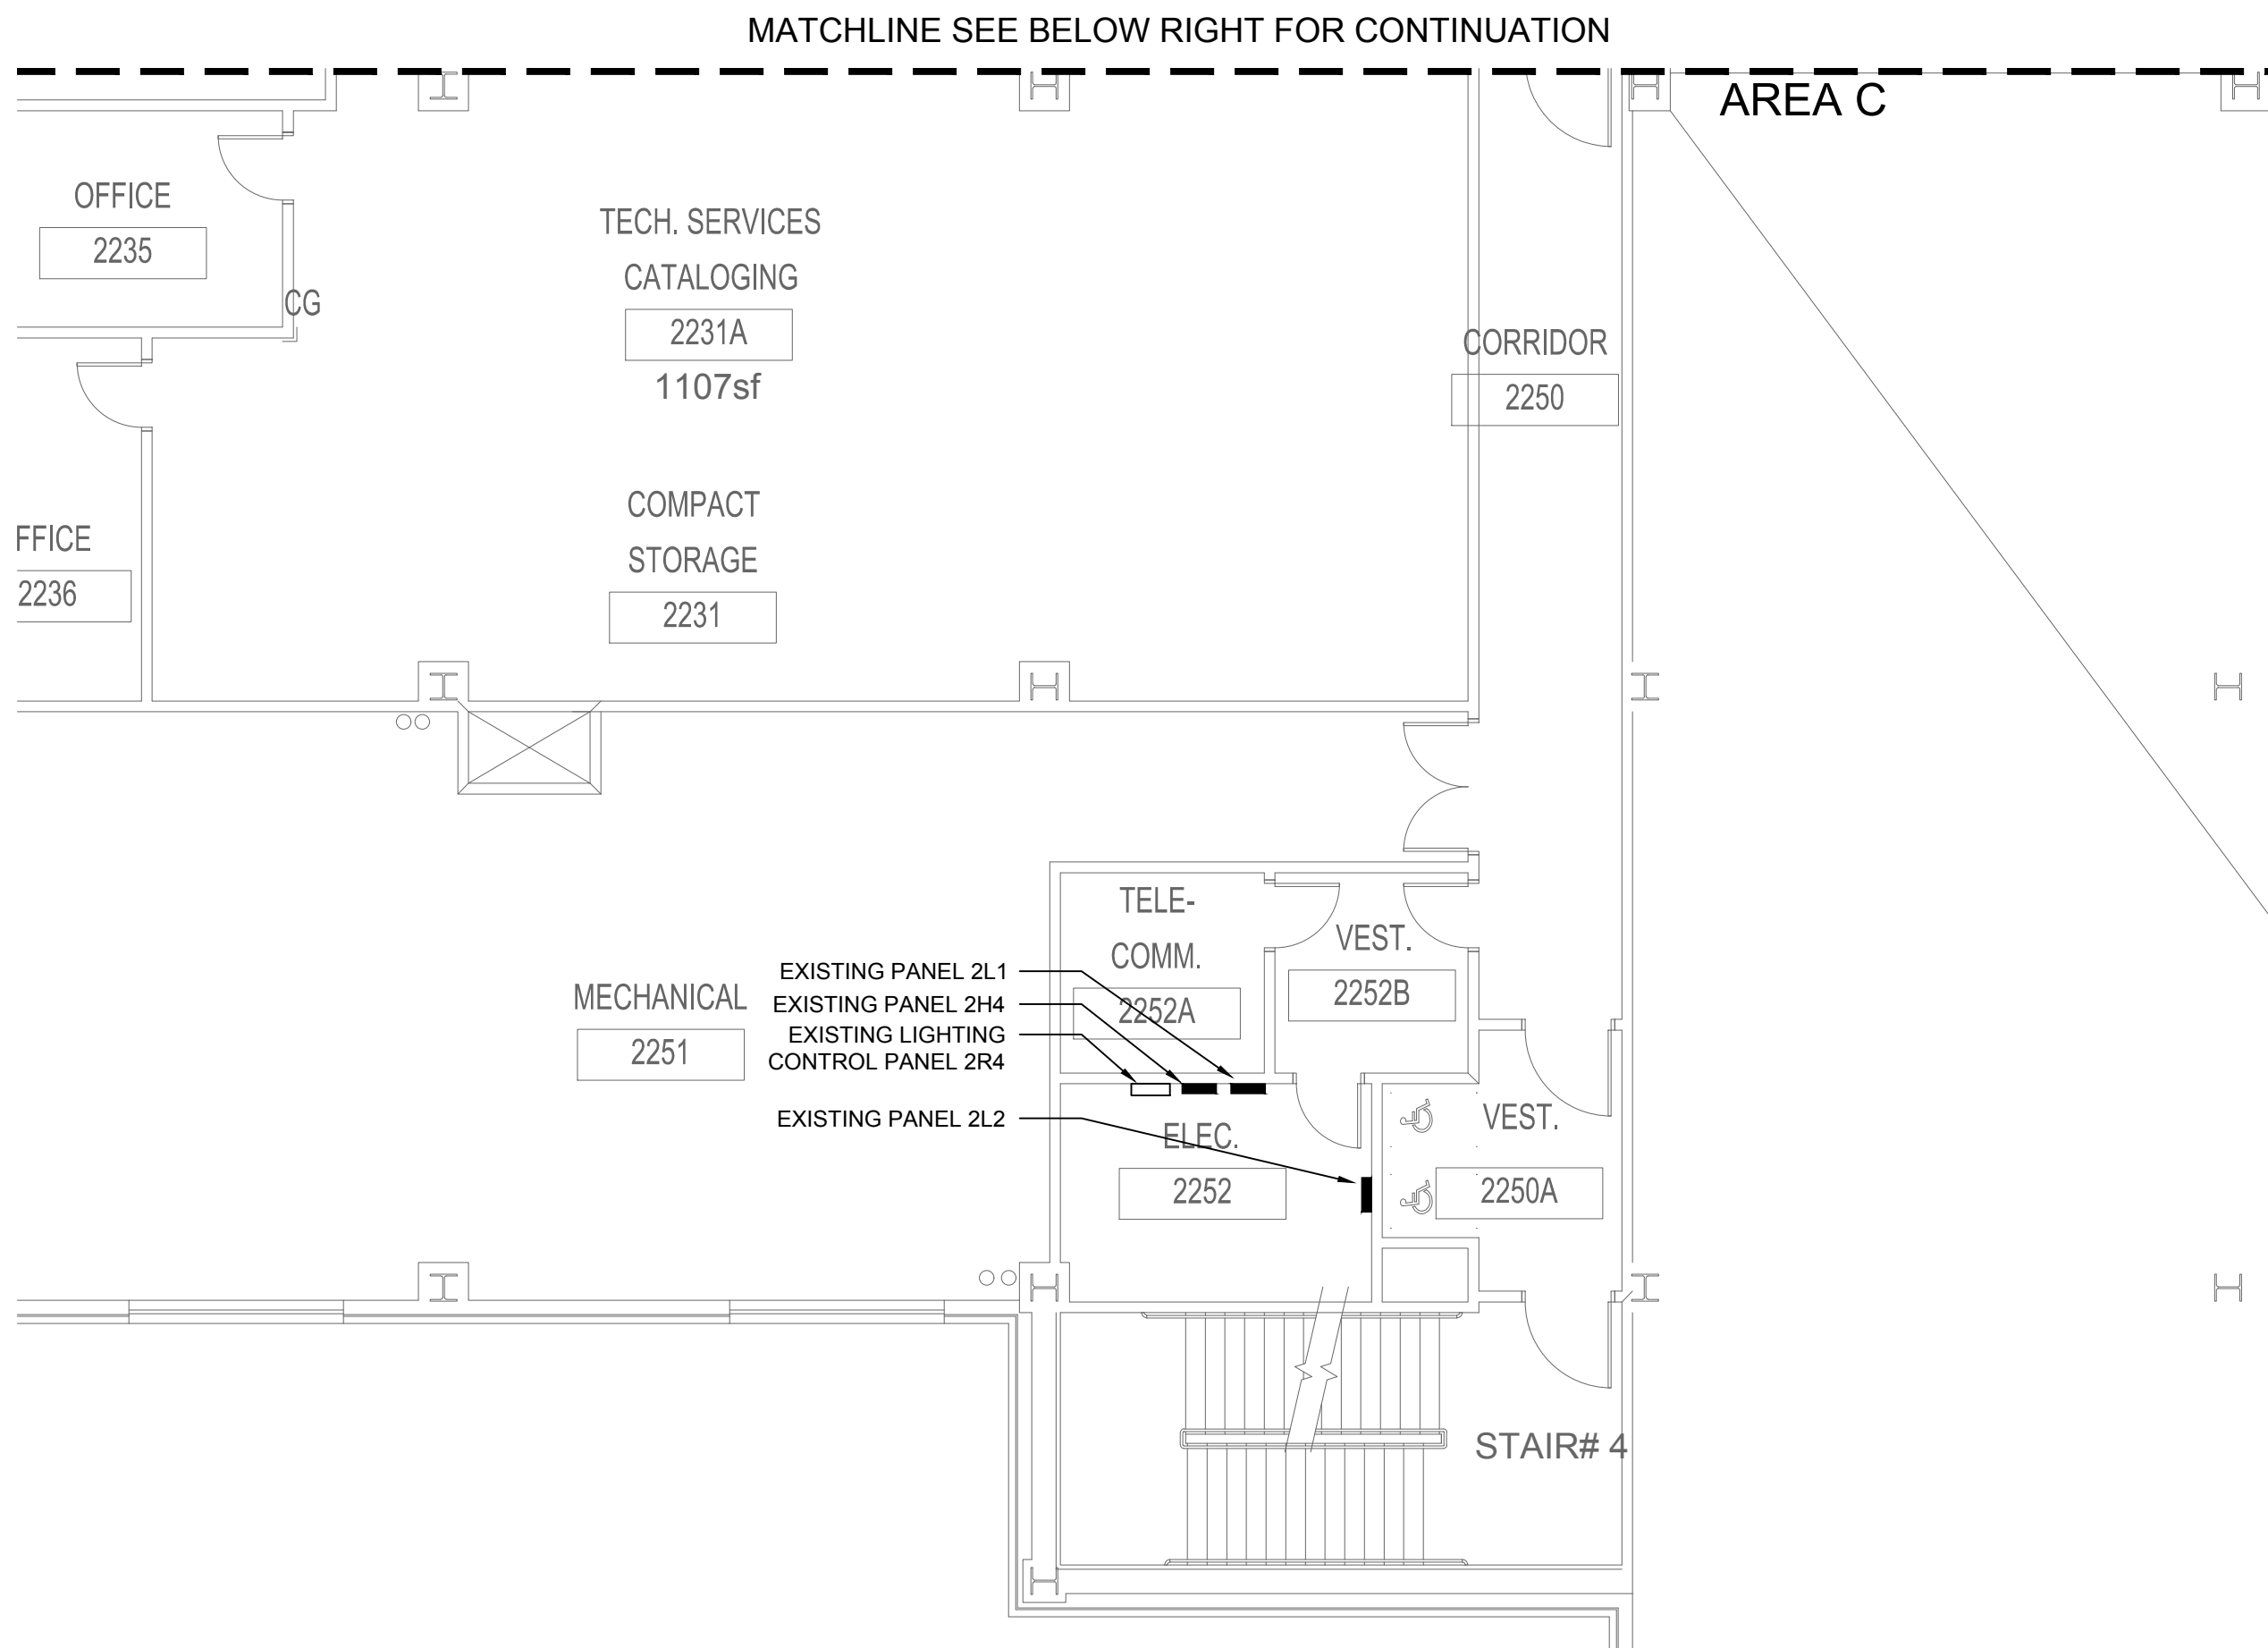 MATCHLINE SEE BELOW RIGHT FOR CONTINUATION
AREA C
OFFICE
2235
CG
TECH. SERVICES
CATALOGING
2231A
1107sf
CORRIDOR
2250
COMPACT
STORAGE
2231
FFICE
2236
TELE-
COMM.
2252A
VEST.
2252B
MECHANICAL
2251
EXISTING PANEL 2L1
EXISTING PANEL 2H4
EXISTING LIGHTING
CONTROL PANEL 2R4
EXISTING PANEL 2L2
ELEC.
2252
VEST.
2250A
STAIR# 4